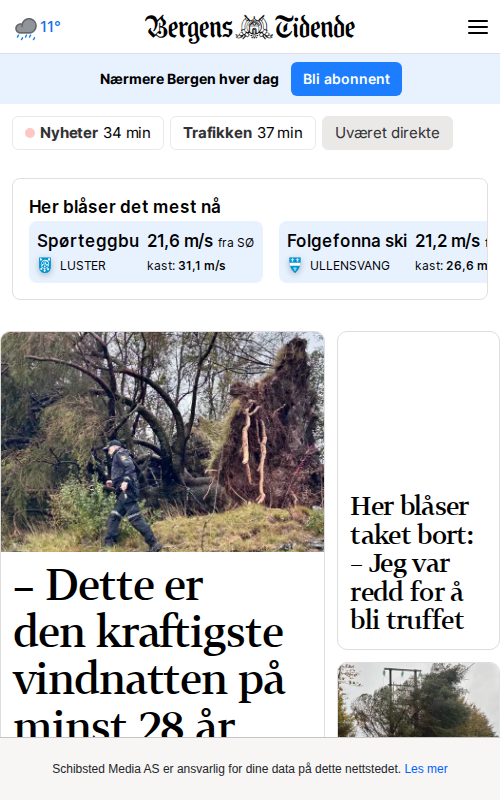 11°
Bergens Tidende
Nærmere Bergen hver dag
Bli abonnent
Nyheter 34 min
Trafikken 37 min
Uværet direkte
Her blåser det mest nå
Spørteggbu 21,6 m/s fra SØ
LUSTER kast: 31,1 m/s
Folgefonna ski 21,2 m/s
ULLENSVANG kast: 26,6 m
– Dette er
den kraftigste
vindnatten på
minst 28 år
Her blåser
taket bort:
– Jeg var
redd for å
bli truffet
Schibsted Media AS er ansvarlig for dine data på dette nettstedet. Les mer